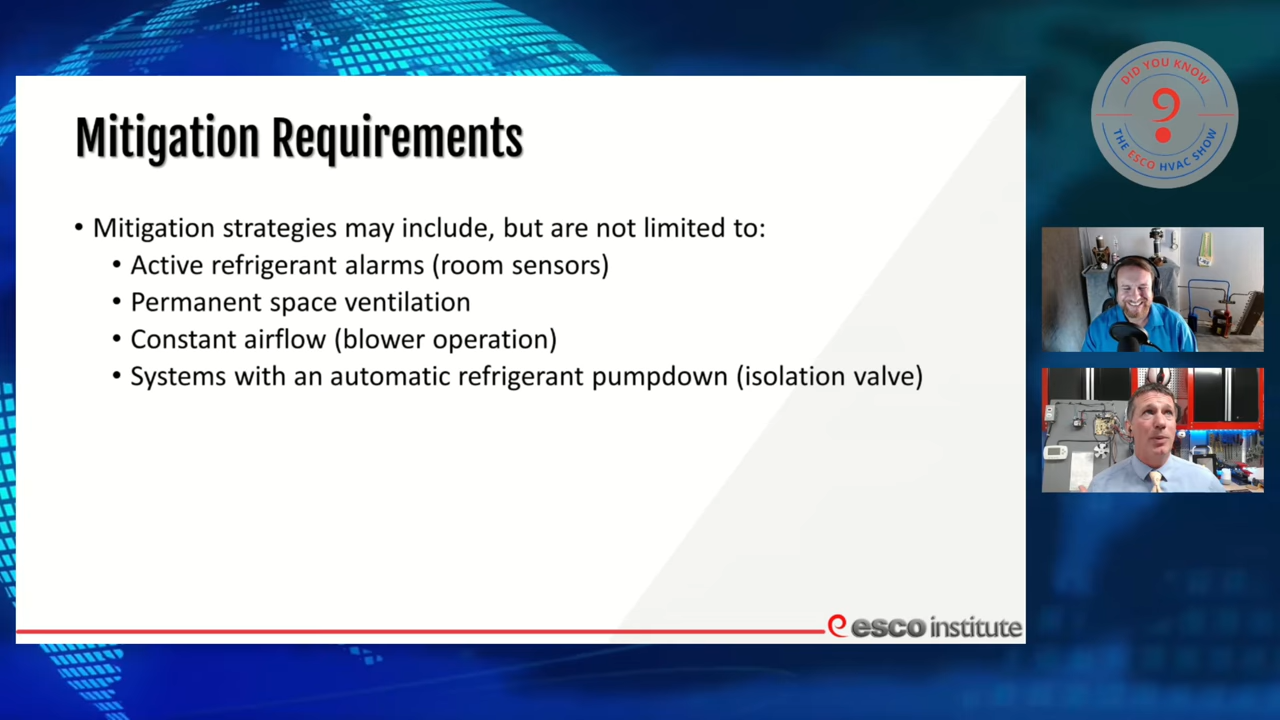 Mitigation Requirements
• Mitigation strategies may include, but are not limited to:
• Active refrigerant alarms (room sensors)
• Permanent space ventilation
• Constant airflow (blower operation)
• Systems with an automatic refrigerant pumpdown (isolation valve)
esco institute
DID YOU KNOW
?
THE ESCO HVAC SHOW